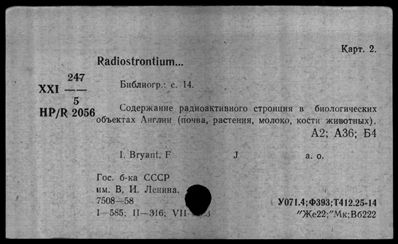 Карт. 2.
Radiostrontium...
XXI 247
5
HP/R 2056
Библиогр.: с. 14.
Содержание радиоактивного стронция в биологических
объектах Англии (почва, растения, молоко, кости животных).
А2; А36; Б4
I. Bryant, F J a. o.
Гос. б-ка СССР
им. В. И. Ленина.
7508—58
I—585; II—316; VII
У071.4;Ф393;Т412.25-14
"Же22;"Мк;Вб222